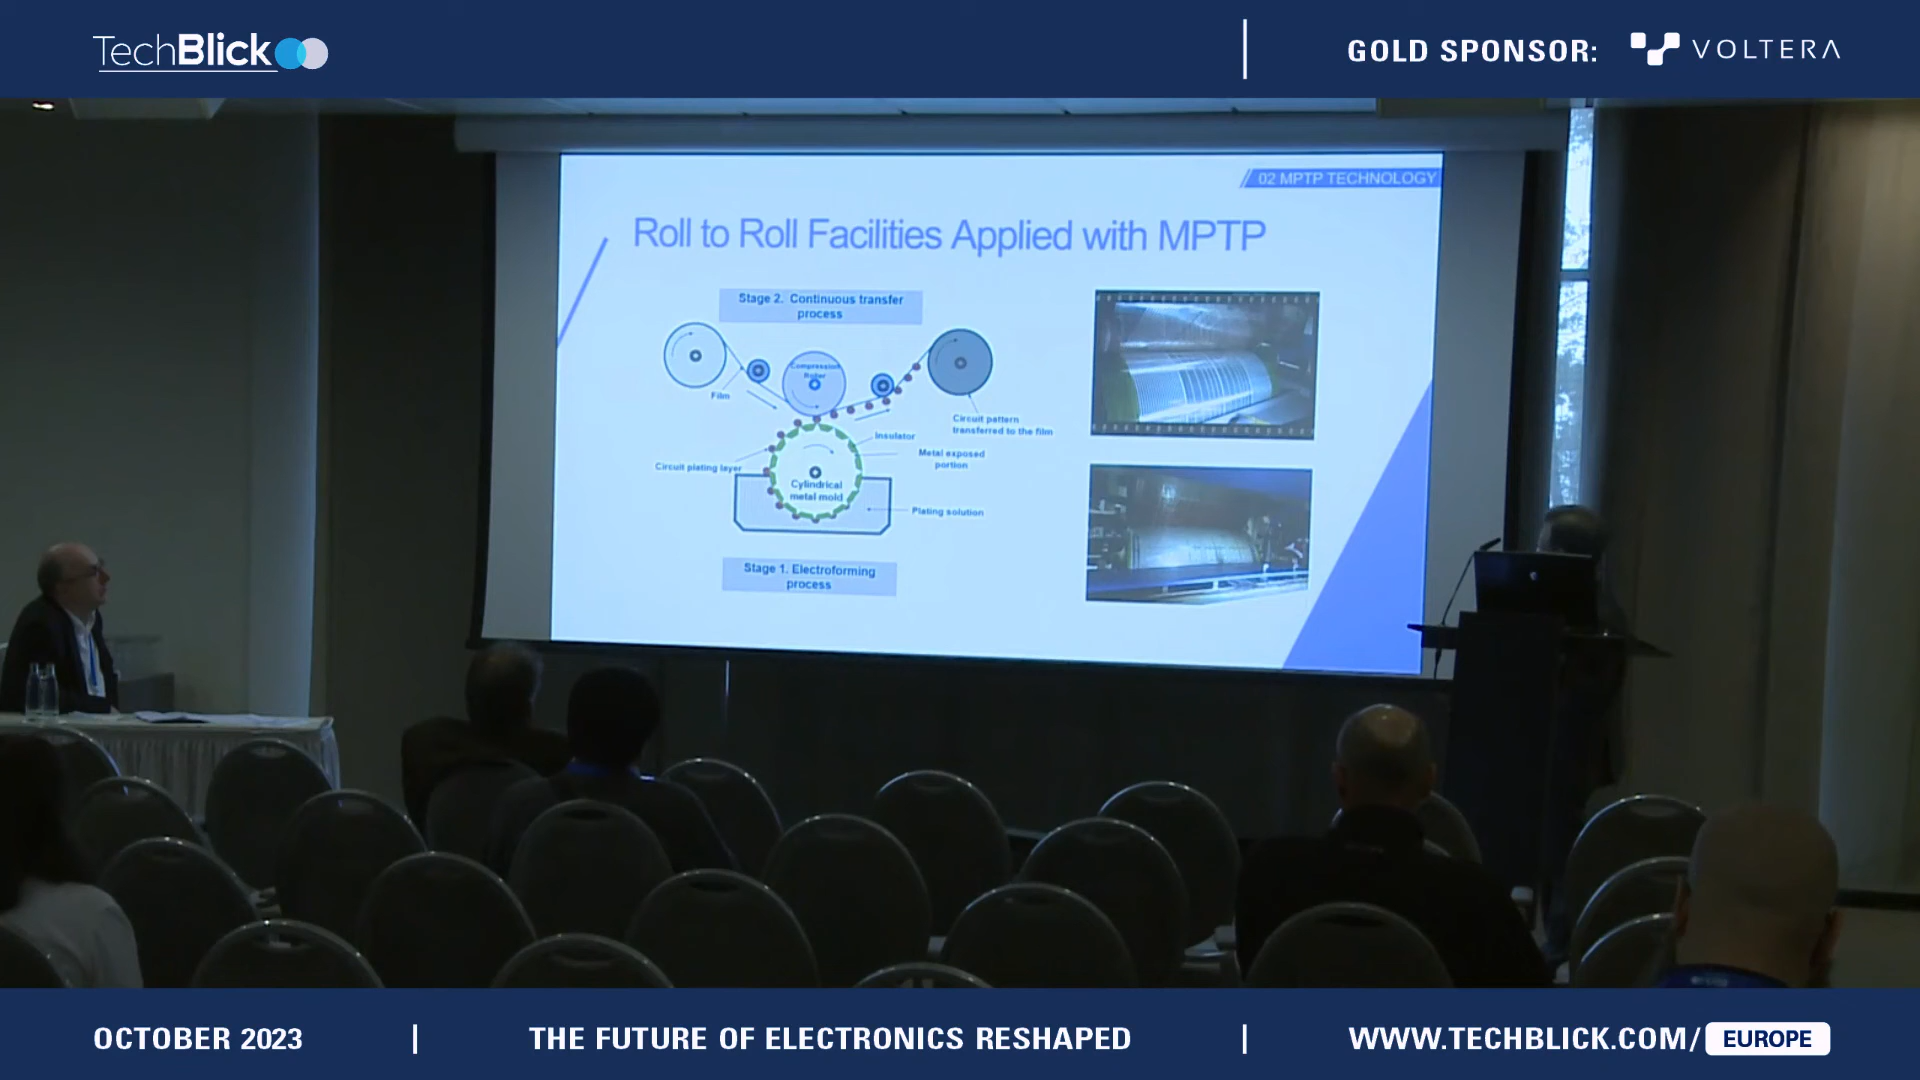 TechBlick
GOLD SPONSOR:
VOLTERA
02 MPTP TECHNOLOGY
Roll to Roll Facilities Applied with MPTP
Stage 2. Continuous transfer
process
Compression
Roller
Film
Circuit pattern
transferred to the film
Insulator
Metal exposed
portion
Circuit plating layer
Cylindrical
metal mold
Plating solution
Stage 1. Electroforming
process
OCTOBER 2023
THE FUTURE OF ELECTRONICS RESHAPED
WWW.TECHBLICK.COM/
EUROPE